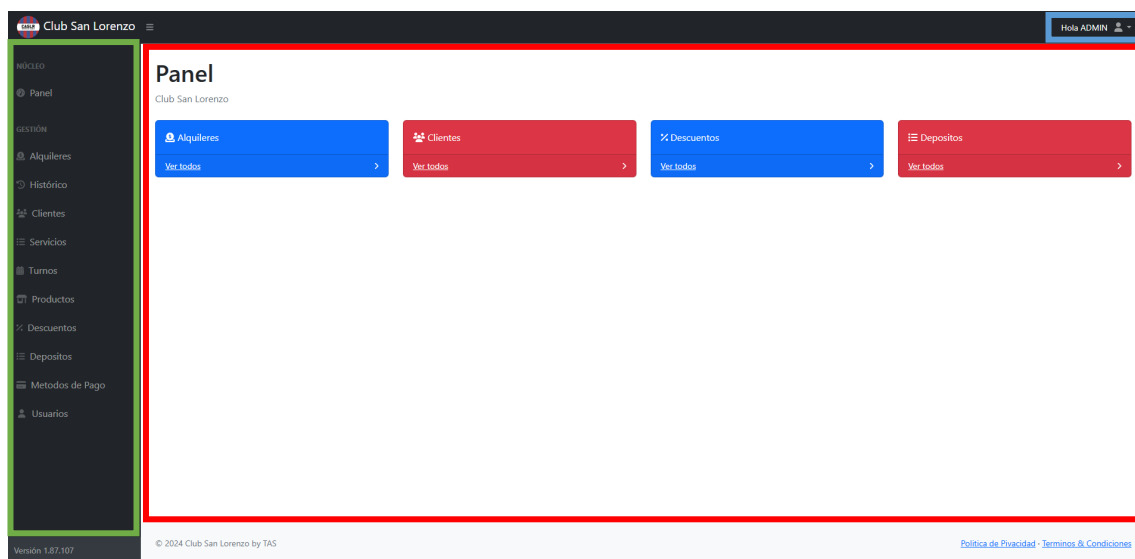 CASLA Club San Lorenzo
Hola ADMIN
NÚCLEO
Panel
GESTIÓN
Alquileres
Histórico
Clientes
Servicios
Turnos
Productos
Descuentos
Depositos
Metodos de Pago
Usuarios
Versión 1.87.107
Panel
Club San Lorenzo
Alquileres
Ver todos
Clientes
Ver todos
Descuentos
Ver todos
Depositos
Ver todos
© 2024 Club San Lorenzo by TAS
Politica de Pivacidad · Terminos & Condiciones